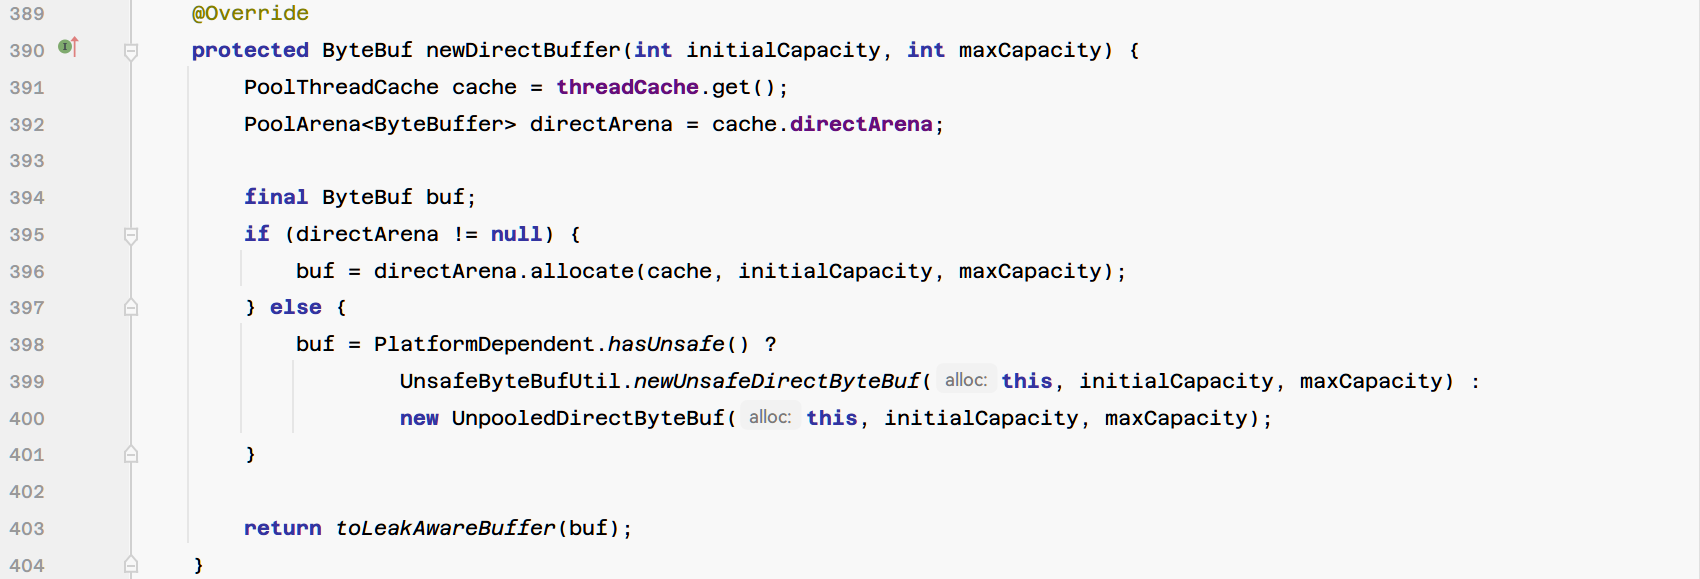 389 @Override
390 protected ByteBuf newDirectBuffer(int initialCapacity, int maxCapacity) {
391 PoolThreadCache cache = threadCache.get();
392 PoolArena<ByteBuffer> directArena = cache.directArena;
393
394 final ByteBuf buf;
395 if (directArena != null) {
396 buf = directArena.allocate(cache, initialCapacity, maxCapacity);
397 } else {
398 buf = PlatformDependent.hasUnsafe() ?
399 UnsafeByteBufUtil.newUnsafeDirectByteBuf( alloc: this, initialCapacity, maxCapacity) :
400 new UnpooledDirectByteBuf( alloc: this, initialCapacity, maxCapacity);
401 }
402
403 return toLeakAwareBuffer(buf);
404 }